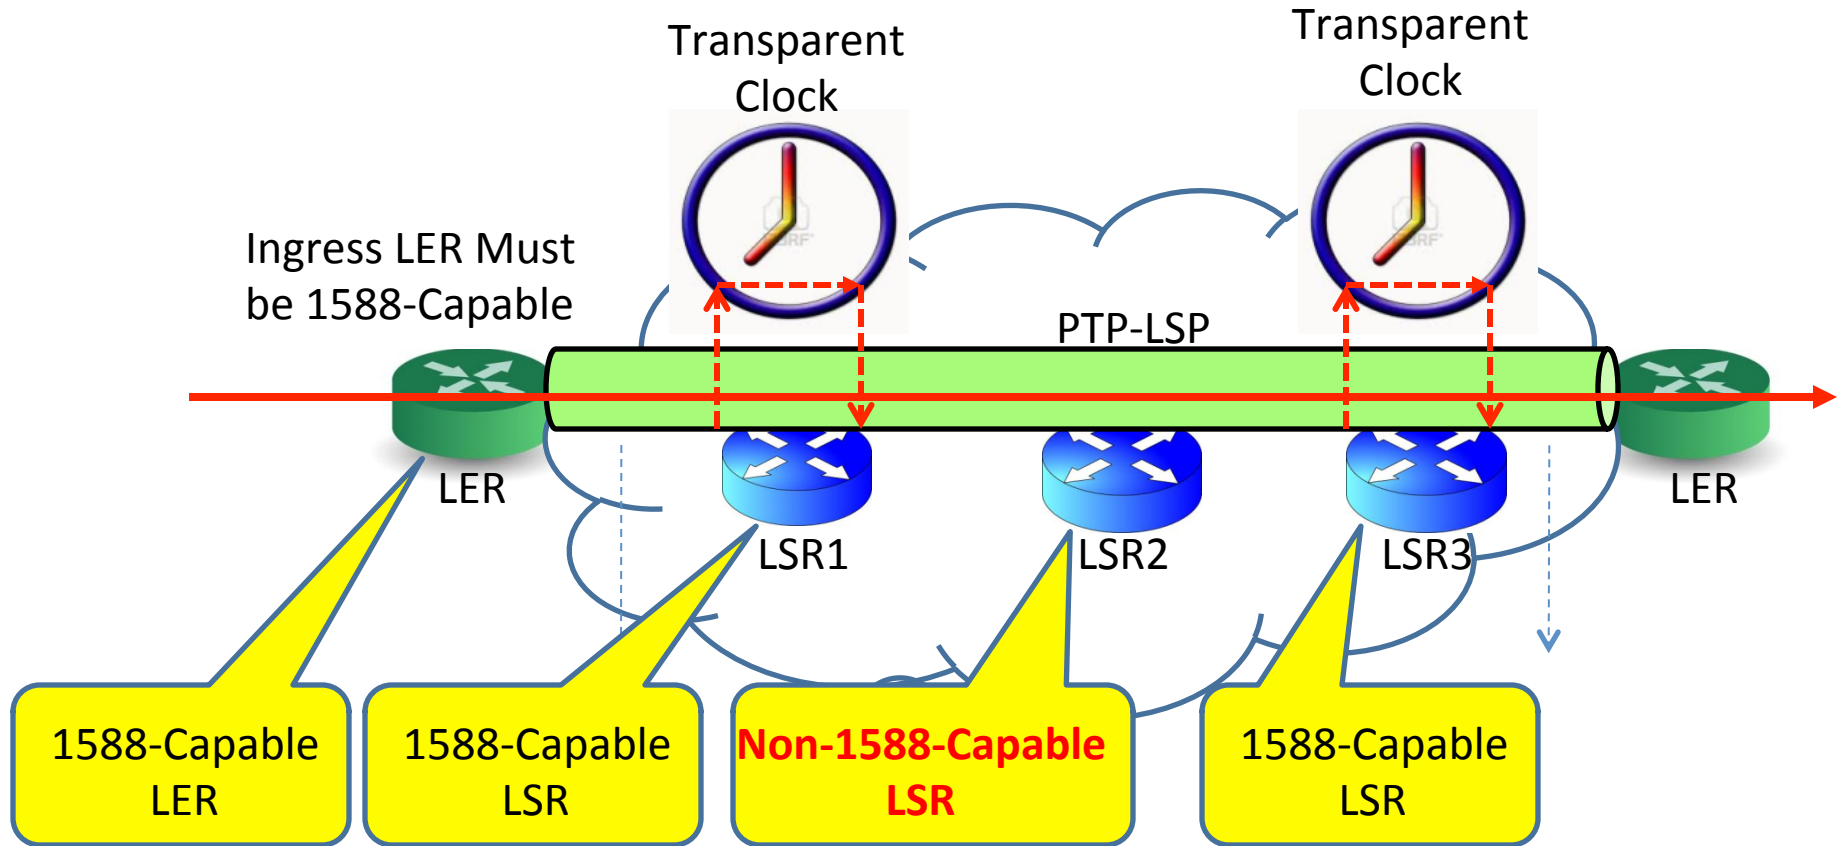 Transparent
Clock
Transparent
Clock
Ingress LER Must
be 1588-Capable
PTP-LSP
LER
LER
LSR1
LSR2
LSR3
1588-Capable
LER
1588-Capable
LSR
Non-1588-Capable
LSR
1588-Capable
LSR